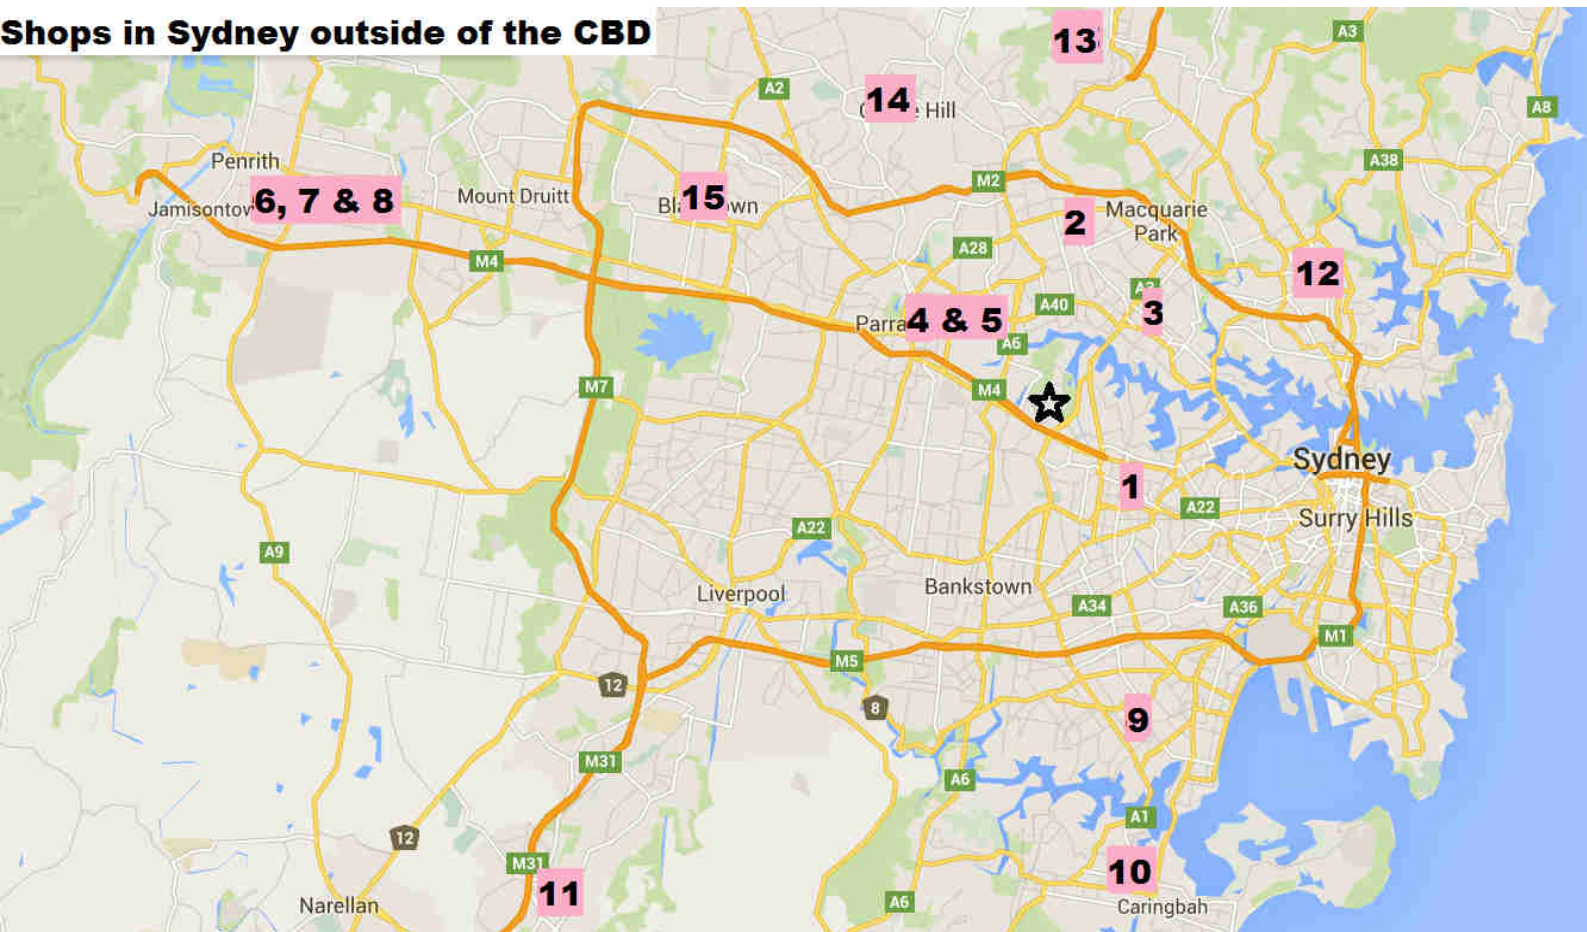 Shops in Sydney outside of the CBD
13
A3
A2
14
Hill
A8
Penrith
A38
Mount Druitt
M2
6, 7 & 8
15
Macquarie
Park
2
A28
M4
12
A40
3
4 & 5
A6
M7
M4
Sydney
1
A22
Surry Hills
A22
A9
Liverpool
Bankstown
A34
A36
M1
M5
12
8
9
M31
A6
A1
12
M31
10
11
Narellan
A6
Caringbah